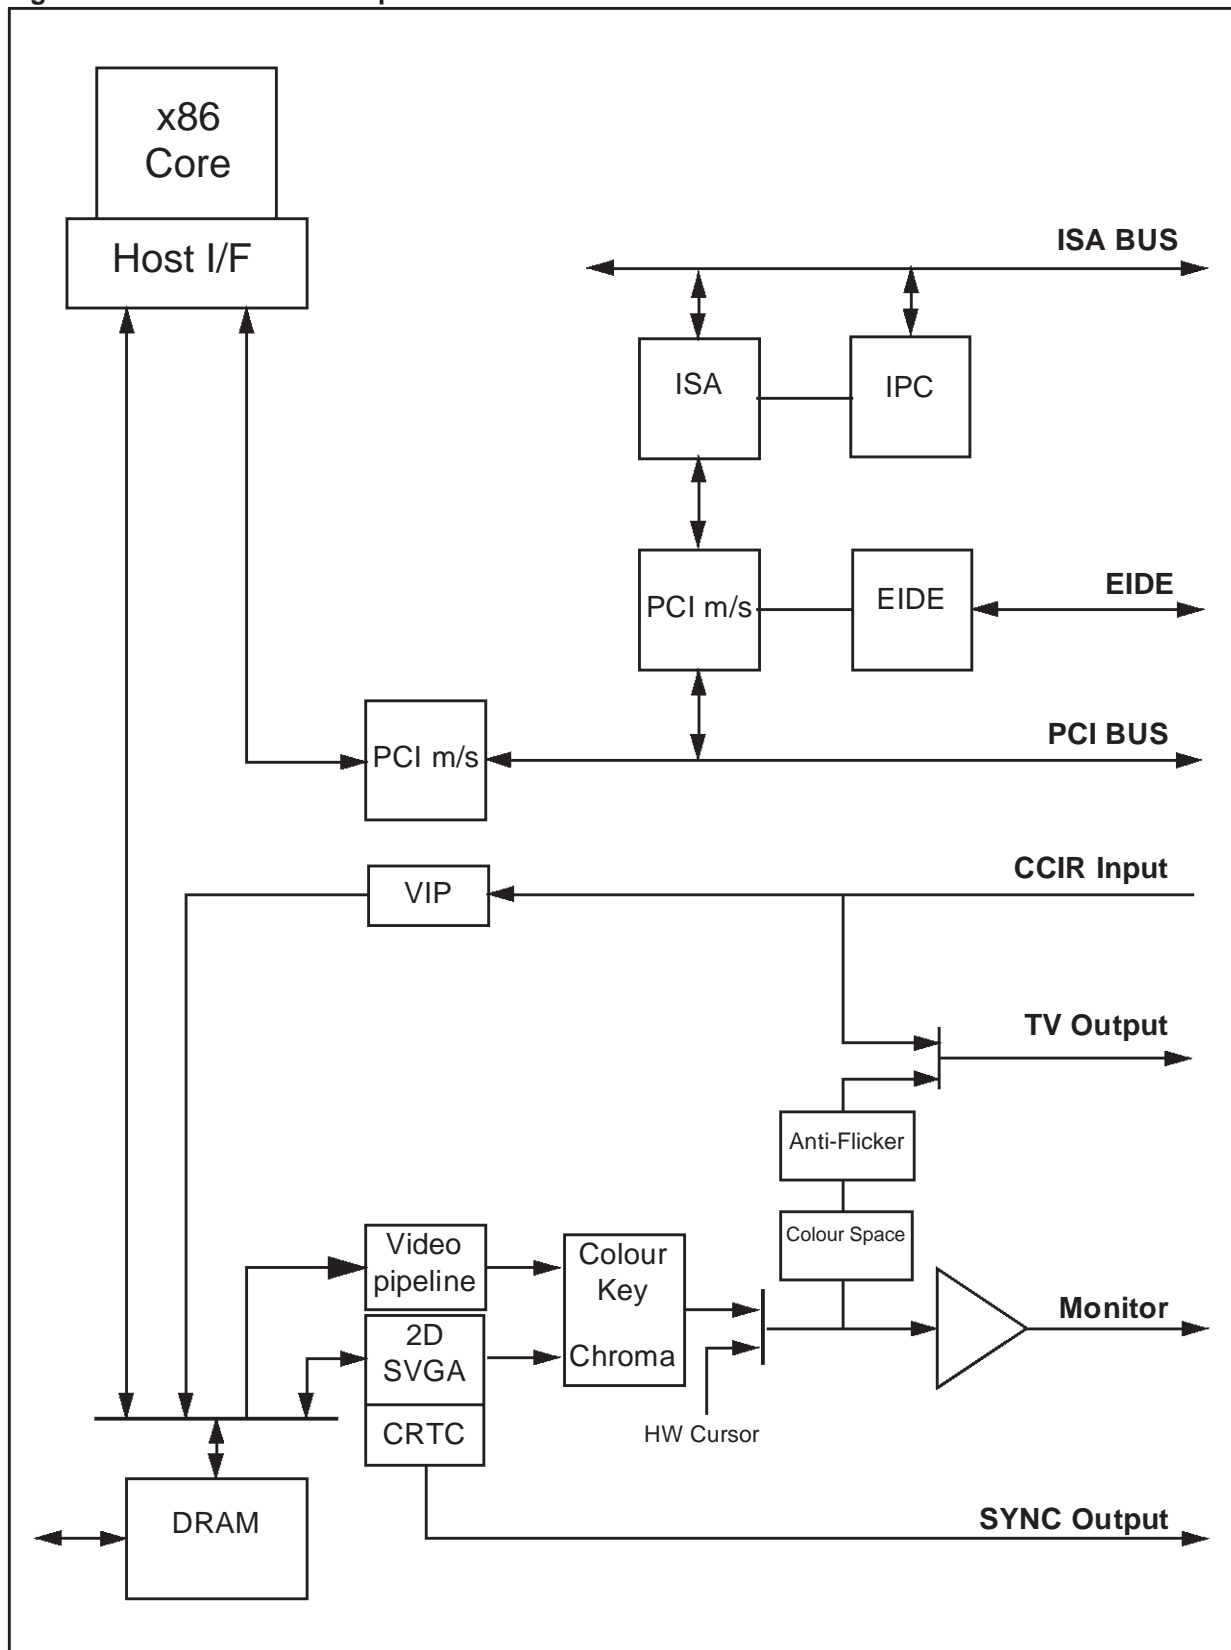 x86
Core
Host I/F
ISA BUS
ISA
IPC
PCI m/s
EIDE
EIDE
PCI m/s
PCI BUS
VIP
CCIR Input
TV Output
Anti-Flicker
Colour Space
Video
pipeline
Colour
Key
Chroma
2D
SVGA
CRTC
HW Cursor
Monitor
DRAM
SYNC Output